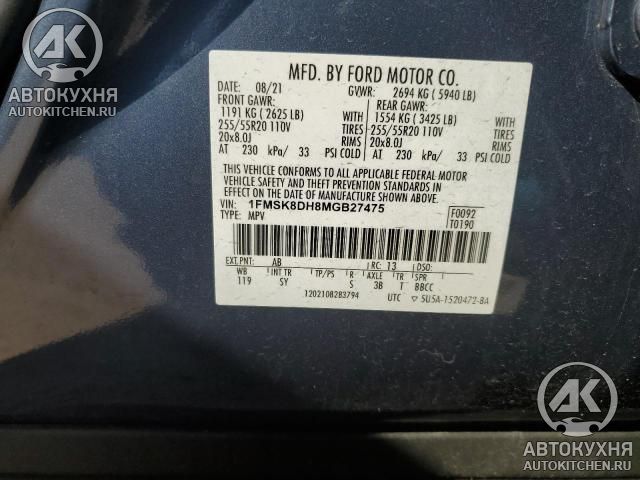 AK
АВТОКУХНЯ
AUTOKITCHEN.RU
MFD. BY FORD MOTOR CO.
DATE: 08/21 GVWR: 2694 KG ( 5940 LB)
FRONT GAWR: REAR GAWR:
1191 KG ( 2625 LB) WITH 1554 KG ( 3425 LB) WITH
255/55R20 110V TIRES 255/55R20 110V TIRES
20x8.0J RIMS 20x8.0J RIMS
AT 230 kPa/ 33 PSI COLD AT 230 kPa/ 33 PSI COLD
THIS VEHICLE CONFORMS TO ALL APPLICABLE FEDERAL MOTOR
VEHICLE SAFETY AND THEFT PREVENTION STANDARDS IN
EFFECT ON THE DATE OF MANUFACTURE SHOWN ABOVE.
VIN: 1FMSK8DH8MGB27475 F0092
TYPE: MPV T0190
EXT. PNT: AB RC: 13 DSO:
WB INT TR TP/PS R AXLE TR SPR
119 SY S 3B T BBCC
1202108283794 UTC ▽ 5U5A-1520472-BA
AK
АВТОКУХНЯ
AUTOKITCHEN.RU